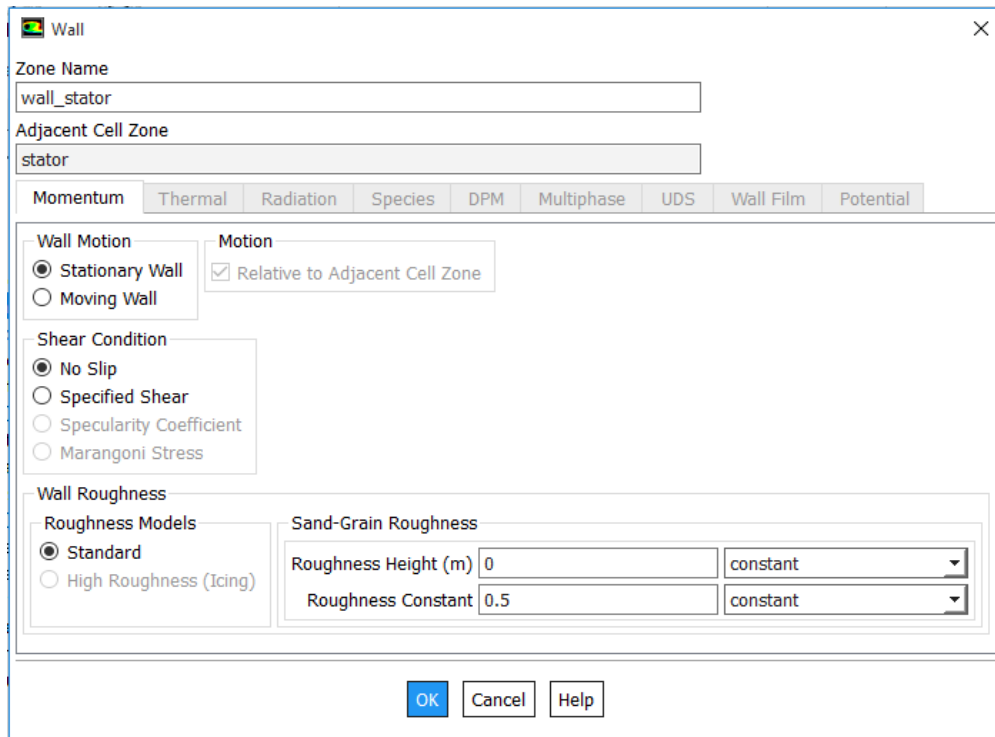 Wall
Zone Name
wall_stator
Adjacent Cell Zone
stator
Momentum Thermal Radiation Species DPM Multiphase UDS Wall Film Potential
Wall Motion Motion
Stationary Wall Relative to Adjacent Cell Zone
Moving Wall
Shear Condition
No Slip
Specified Shear
Specularity Coefficient
Marangoni Stress
Wall Roughness
Roughness Models Sand-Grain Roughness
Standard
Roughness Height (m) 0 constant
High Roughness (Icing)
Roughness Constant 0.5 constant
OK Cancel Help